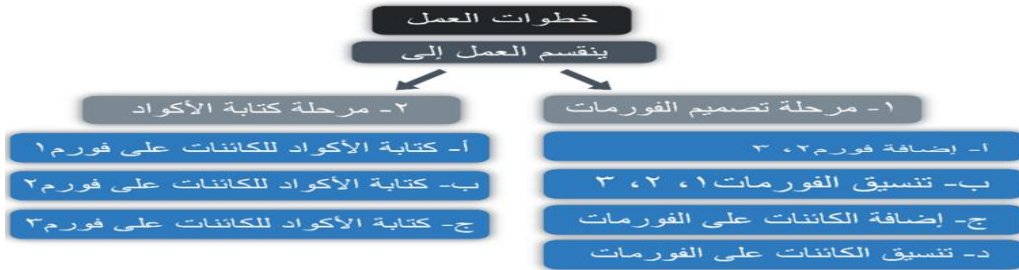 خطوات العمل
ينقسم العمل إلى
١- مرحلة تصميم الفورمات
أ- إضافة فورم٢، ٣
ب- تنسيق الفورمات١، ٢، ٣
ج- إضافة الكائنات على الفورمات
د- تنسيق الكائنات على الفورمات
٢- مرحلة كتابة الأكواد
أ- كتابة الأكواد للكائنات على فورم١
ب- كتابة الأكواد للكائنات على فورم٢
ج- كتابة الأكواد للكائنات على فورم٣